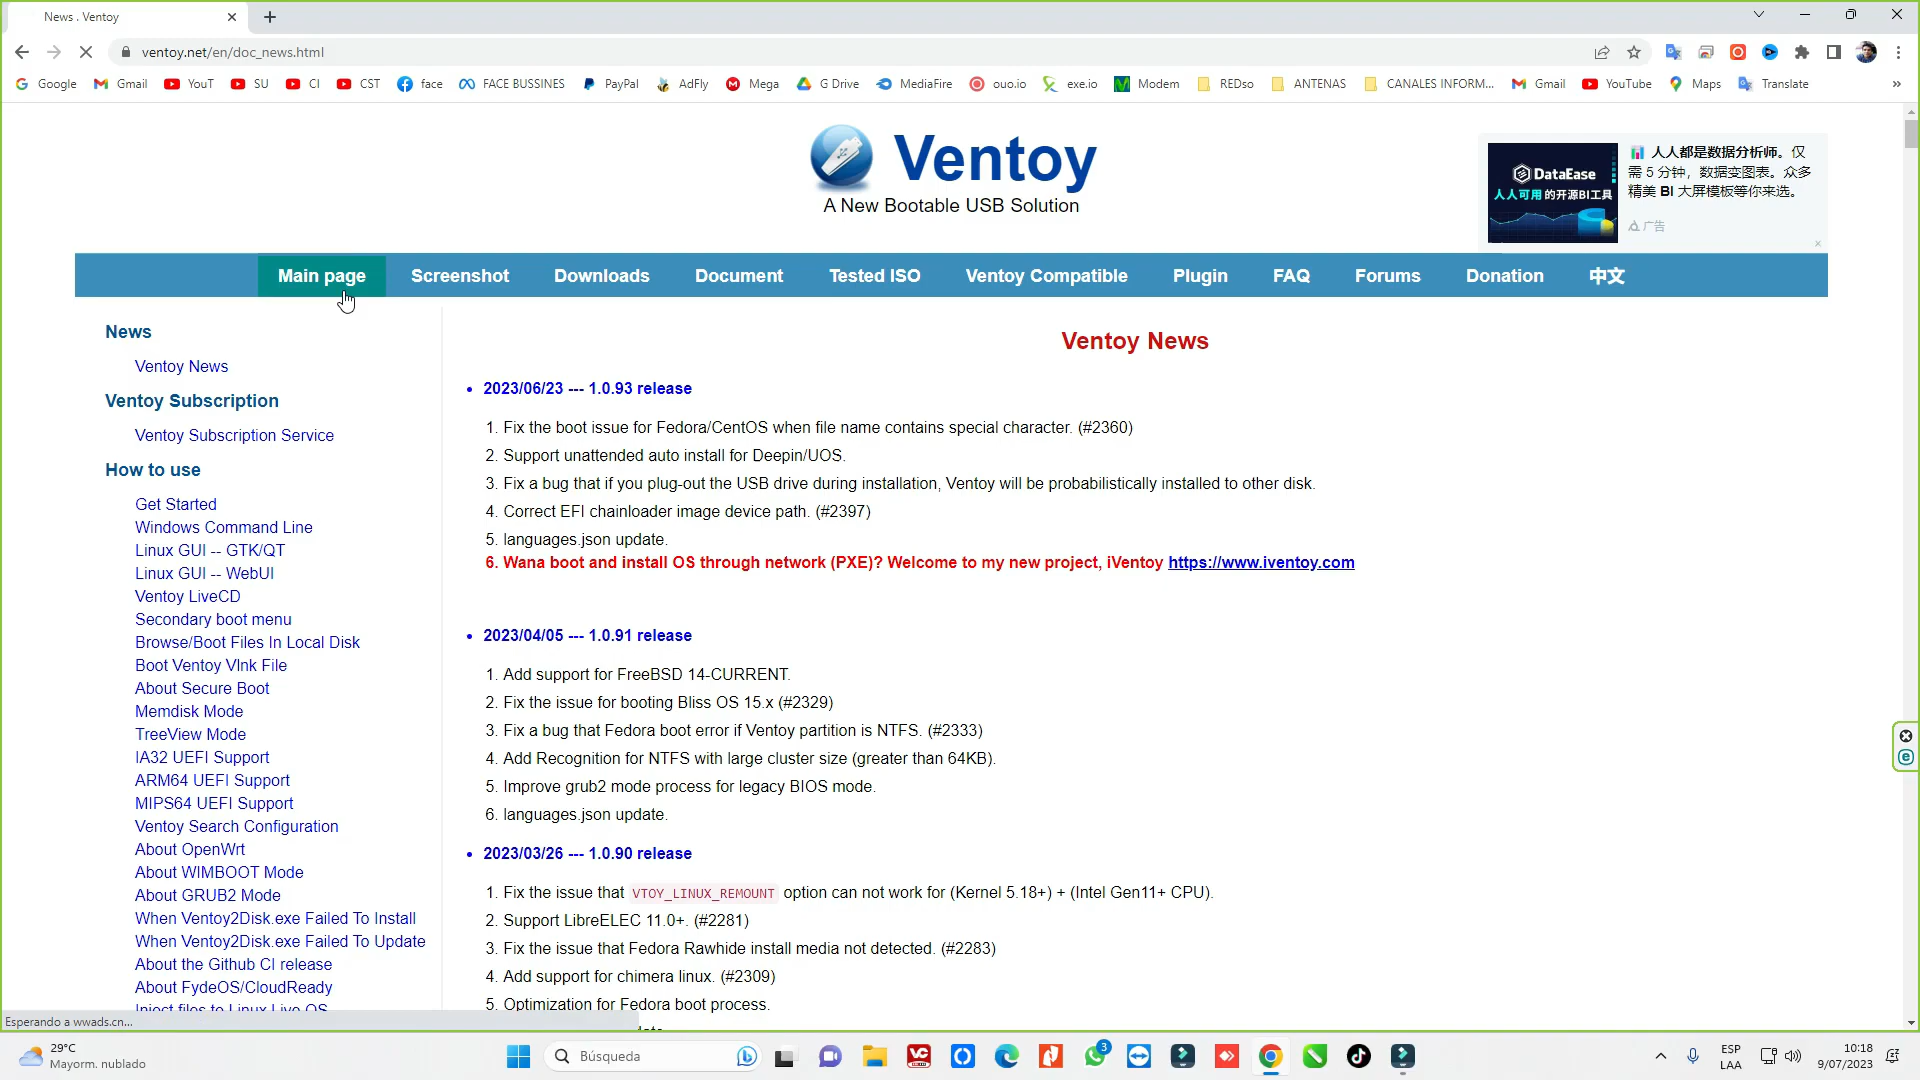 News . Ventoy
ventoy.net/en/doc_news.html
Google Gmail YouT SU CI CST face FACE BUSSINES PayPal AdFly Mega G Drive MediaFire ouo.io exe.io Modem REDso ANTENAS CANALES INFORM... Gmail YouTube Maps Translate »
Ventoy
A New Bootable USB Solution
DataEase
人人可用的开源BI工具
人人都是数据分析师。仅
需 5 分钟，数据变图表。众多
精美 BI 大屏模板等你来选。
广告
Main page Screenshot Downloads Document Tested ISO Ventoy Compatible Plugin FAQ Forums Donation 中文
News
Ventoy News
Ventoy Subscription
Ventoy Subscription Service
How to use
Get Started
Windows Command Line
Linux GUI -- GTK/QT
Linux GUI -- WebUI
Ventoy LiveCD
Secondary boot menu
Browse/Boot Files In Local Disk
Boot Ventoy Vlnk File
About Secure Boot
Memdisk Mode
TreeView Mode
IA32 UEFI Support
ARM64 UEFI Support
MIPS64 UEFI Support
Ventoy Search Configuration
About OpenWrt
About WIMBOOT Mode
About GRUB2 Mode
When Ventoy2Disk.exe Failed To Install
When Ventoy2Disk.exe Failed To Update
About the Github CI release
About FydeOS/CloudReady
Inject files to Linux Live OS
Ventoy News
• 2023/06/23 --- 1.0.93 release
1. Fix the boot issue for Fedora/CentOS when file name contains special character. (#2360)
2. Support unattended auto install for Deepin/UOS.
3. Fix a bug that if you plug-out the USB drive during installation, Ventoy will be probabilistically installed to other disk.
4. Correct EFI chainloader image device path. (#2397)
5. languages.json update.
6. Wana boot and install OS through network (PXE)? Welcome to my new project, iVentoy https://www.iventoy.com
• 2023/04/05 --- 1.0.91 release
1. Add support for FreeBSD 14-CURRENT.
2. Fix the issue for booting Bliss OS 15.x (#2329)
3. Fix a bug that Fedora boot error if Ventoy partition is NTFS. (#2333)
4. Add Recognition for NTFS with large cluster size (greater than 64KB).
5. Improve grub2 mode process for legacy BIOS mode.
6. languages.json update.
• 2023/03/26 --- 1.0.90 release
1. Fix the issue that VTOY_LINUX_REMOUNT option can not work for (Kernel 5.18+) + (Intel Gen11+ CPU).
2. Support LibreELEC 11.0+. (#2281)
3. Fix the issue that Fedora Rawhide install media not detected. (#2283)
4. Add support for chimera linux. (#2309)
5. Optimization for Fedora boot process.
Esperando a wwads.cn...
29°C
Mayorm. nublado
Búsqueda
3
ESP
LAA
10:18
9/07/2023